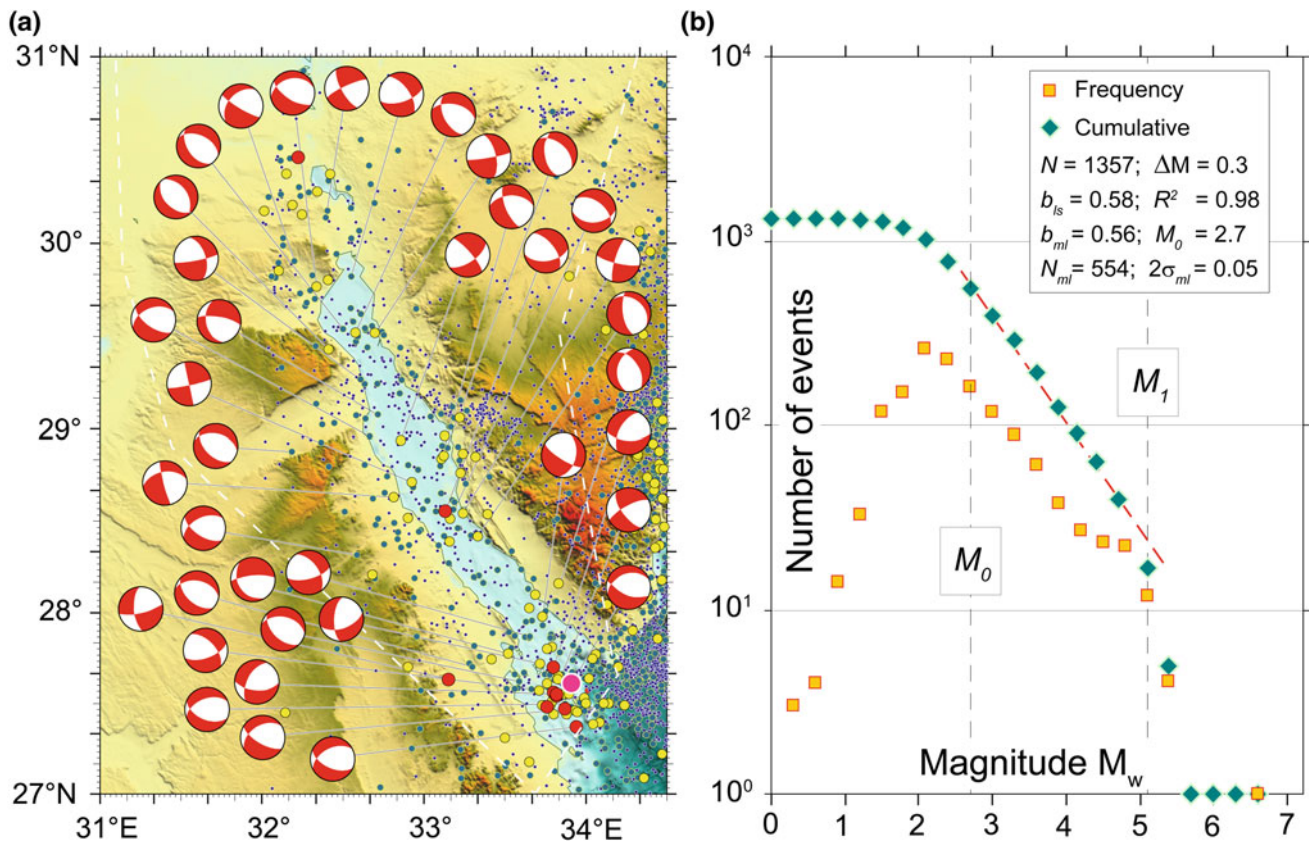 (a)
31°N
30°
29°
28°
27°N
31°E
32°
33°
34°E
(b)
10⁴
10³
10²
10¹
10⁰
Number of events
Frequency
Cumulative
N = 1357; ΔM = 0.3
b_ls = 0.58; R² = 0.98
b_ml = 0.56; M₀ = 2.7
N_ml = 554; 2σ_ml = 0.05
M₁
M₀
Magnitude M_w
0 1 2 3 4 5 6 7